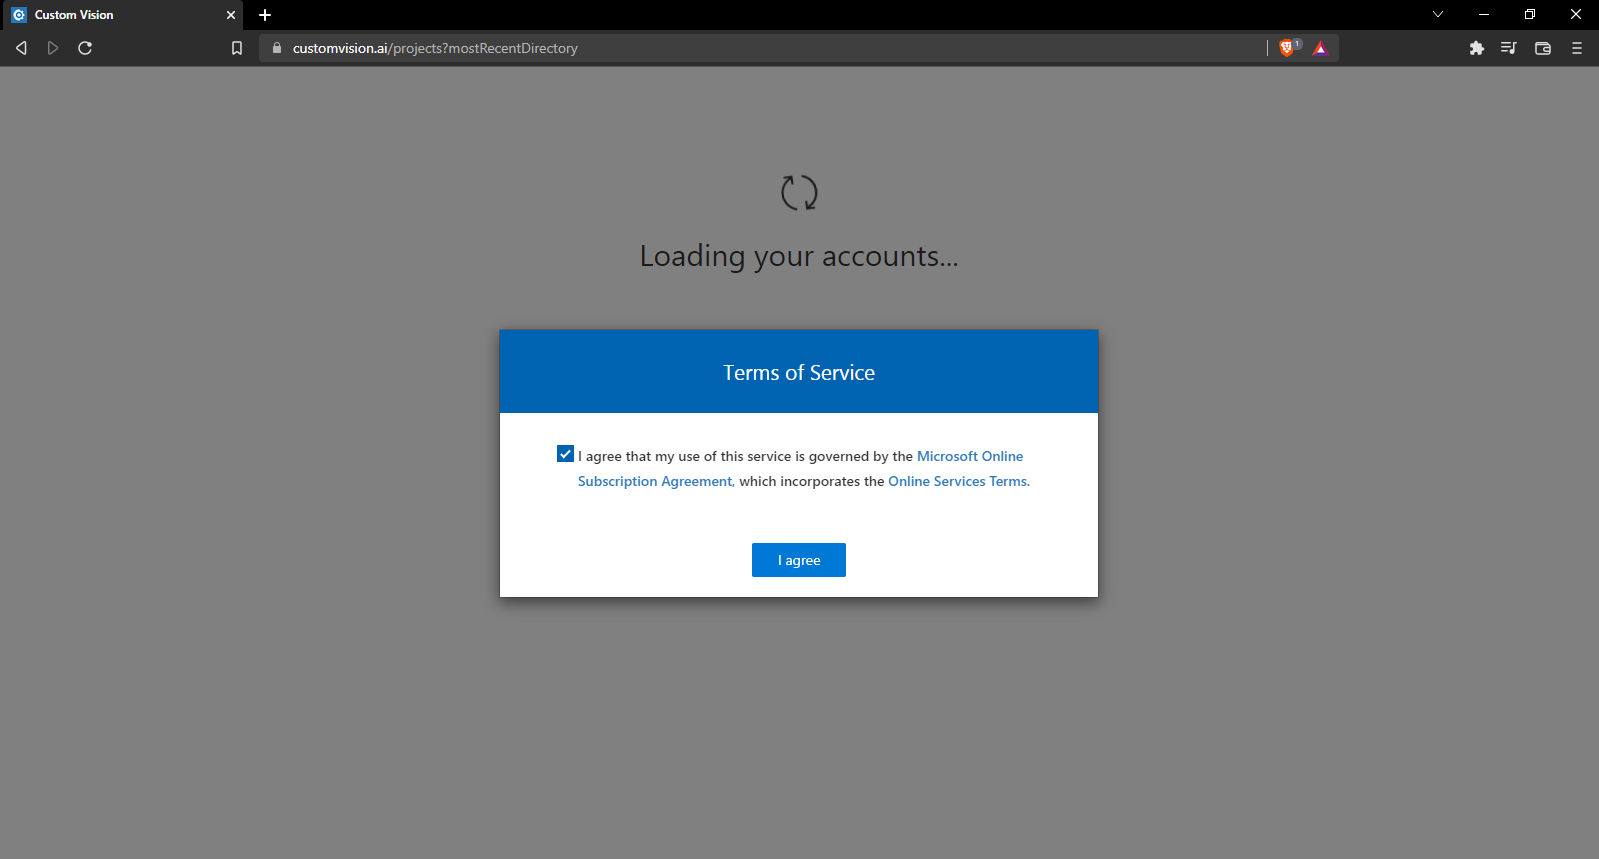 Custom Vision
customvision.ai/projects?mostRecentDirectory
1
Loading your accounts...
Terms of Service
I agree that my use of this service is governed by the Microsoft Online
Subscription Agreement, which incorporates the Online Services Terms.
I agree